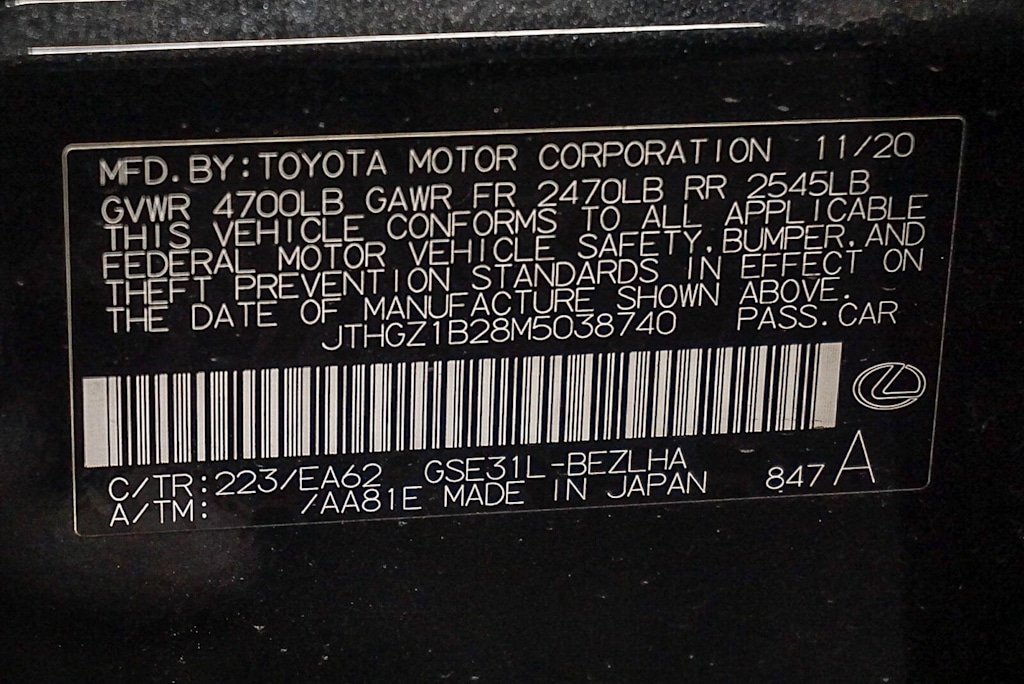 MFD. BY: TOYOTA MOTOR CORPORATION 11/20
GVWR 4700LB GAWR FR 2470LB RR 2545LB
THIS VEHICLE CONFORMS TO ALL APPLICABLE
FEDERAL MOTOR VEHICLE SAFETY, BUMPER, AND
THEFT PREVENTION STANDARDS IN EFFECT ON
THE DATE OF MANUFACTURE SHOWN ABOVE.
JTHGZ1B28M5038740 PASS. CAR
C/TR: 223/EA62 GSE31L-BEZLHA
A/TM: /AA81E MADE IN JAPAN 847 A